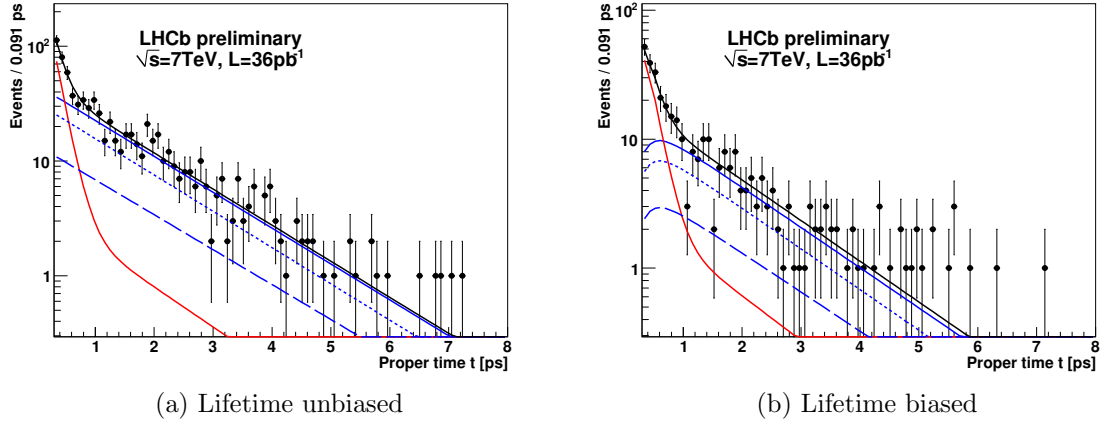 Events / 0.091 ps
10²
10
1
LHCb preliminary
√s=7TeV, L=36pb⁻¹
1 2 3 4 5 6 7 8
Proper time t [ps]
(a) Lifetime unbiased
Events / 0.091 ps
10²
10
1
LHCb preliminary
√s=7TeV, L=36pb⁻¹
1 2 3 4 5 6 7 8
Proper time t [ps]
(b) Lifetime biased